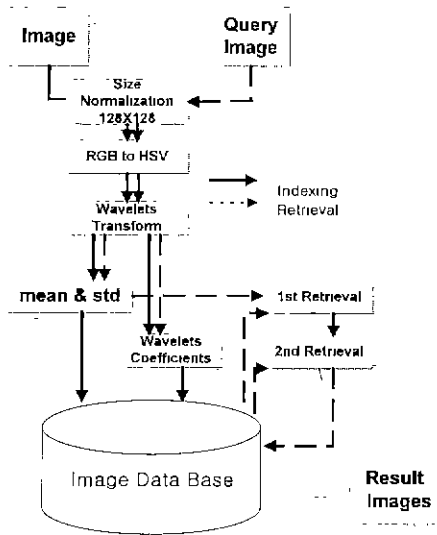 Image
Query
Image
Size
Normalization
128X128
RGB to HSV
Wavelets
Transform
Indexing
Retrieval
mean & std
1st Retrieval
Wavelets
Coefficients
2nd Retrieval
Image Data Base
Result
Images